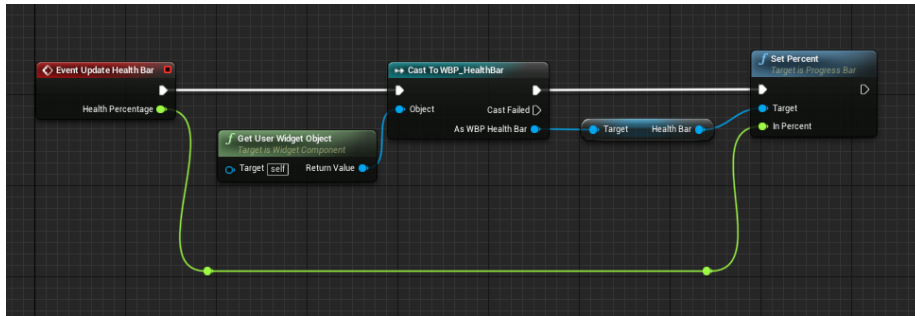 Event Update Health Bar
Health Percentage
Get User Widget Object
Target is Widget Component
Target self Return Value
Cast To WBP_HealthBar
Object Cast Failed
As WBP Health Bar
Target Health Bar
Set Percent
Target is Progress Bar
Target
In Percent